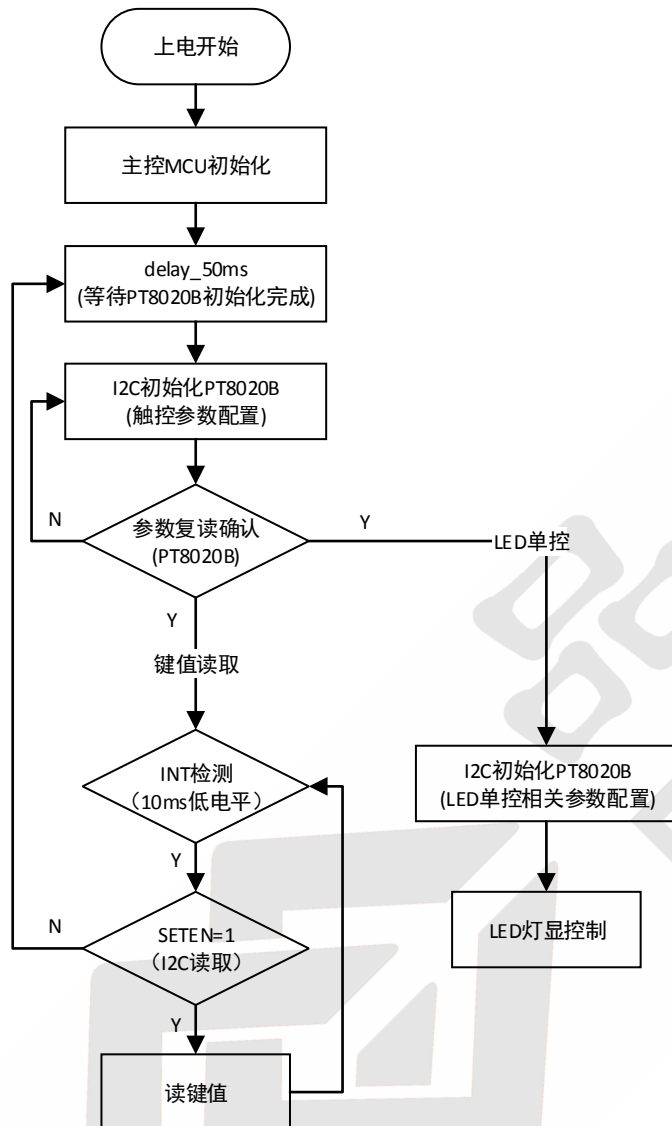 上电开始
主控MCU初始化
delay_50ms
(等待PT8020B初始化完成)
I2C初始化PT8020B
(触控参数配置)
N
参数复读确认
(PT8020B)
Y
LED单控
Y
键值读取
INT检测
（10ms低电平）
I2C初始化PT8020B
(LED单控相关参数配置)
Y
N
SETEN=1
（I2C读取）
LED灯显控制
Y
读键值